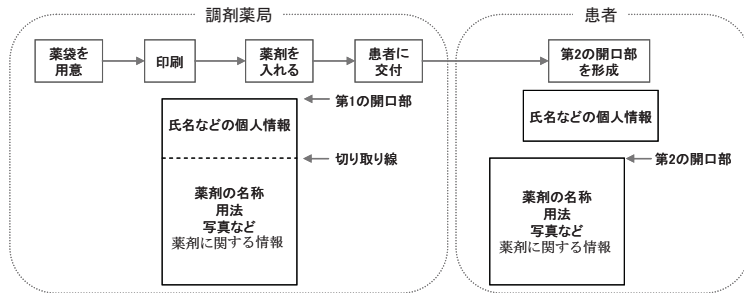 調剤薬局
患者
薬袋を
用意
印刷
薬剤を
入れる
患者に
交付
第2の開口部
を形成
第1の開口部
氏名などの個人情報
切り取り線
薬剤の名称
用法
写真など
薬剤に関する情報
氏名などの個人情報
第2の開口部
薬剤の名称
用法
写真など
薬剤に関する情報